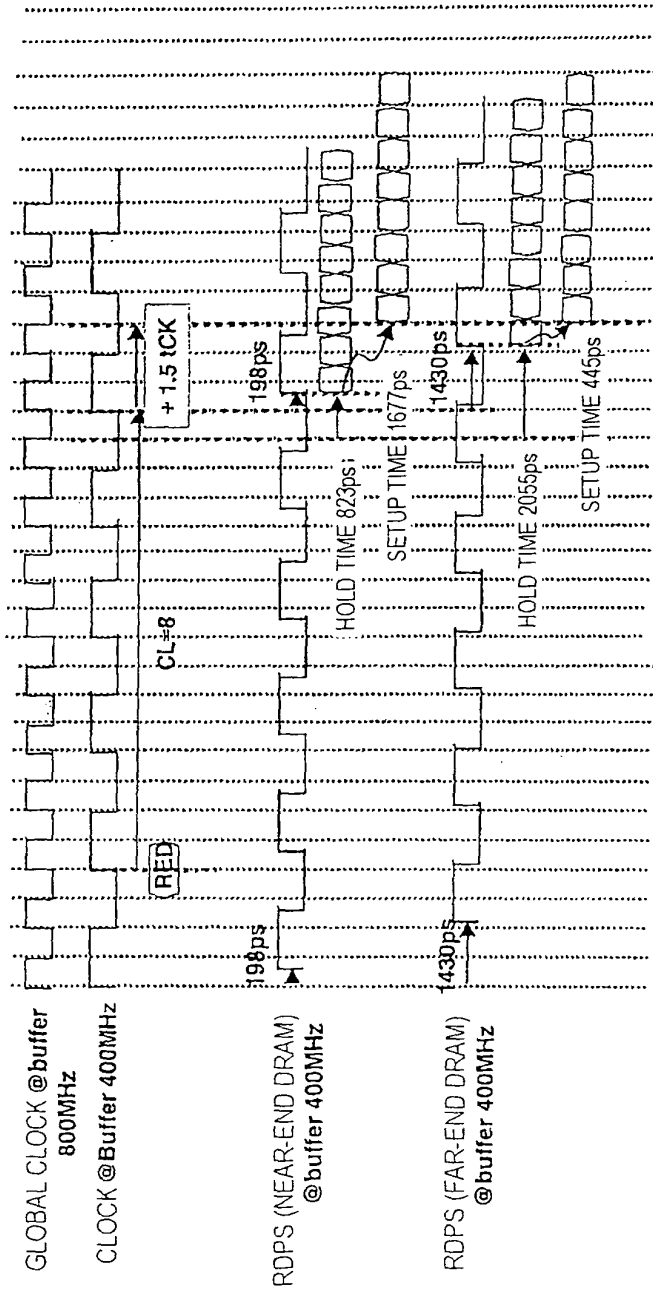 GLOBAL CLOCK @buffer
800MHz
CLOCK @Buffer 400MHz
RED
CL=8
+ 1.5 tCK
RDPS (NEAR-END DRAM)
@buffer 400MHz
198ps
198ps
HOLD TIME 823ps
SETUP TIME 1677ps
RDPS (FAR-END DRAM)
@buffer 400MHz
1430ps
1430ps
HOLD TIME 2055ps
SETUP TIME 445ps